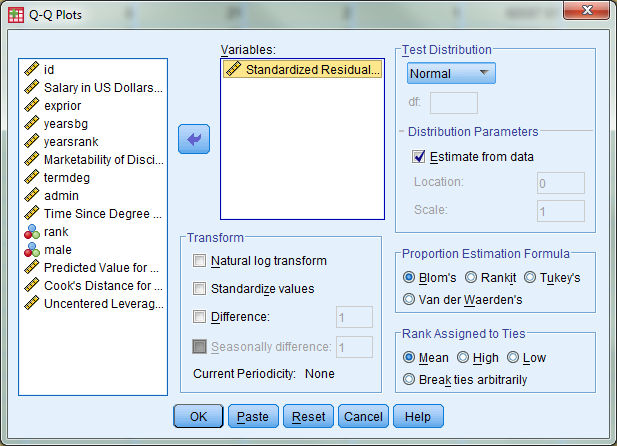 Q-Q Plots
Variables:
id
Salary in US Dollars...
exprior
yearsbg
yearsrank
Marketability of Disci...
termdeg
admin
Time Since Degree ...
rank
male
Predicted Value for ...
Cook's Distance for ...
Uncentered Leverag...
Standardized Residual...
Transform
Natural log transform
Standardize values
Difference: 1
Seasonally difference: 1
Current Periodicity: None
Test Distribution
Normal
df:
Distribution Parameters
Estimate from data
Location: 0
Scale: 1
Proportion Estimation Formula
Blom's Rankit Tukey's
Van der Waerden's
Rank Assigned to Ties
Mean High Low
Break ties arbitrarily
OK Paste Reset Cancel Help